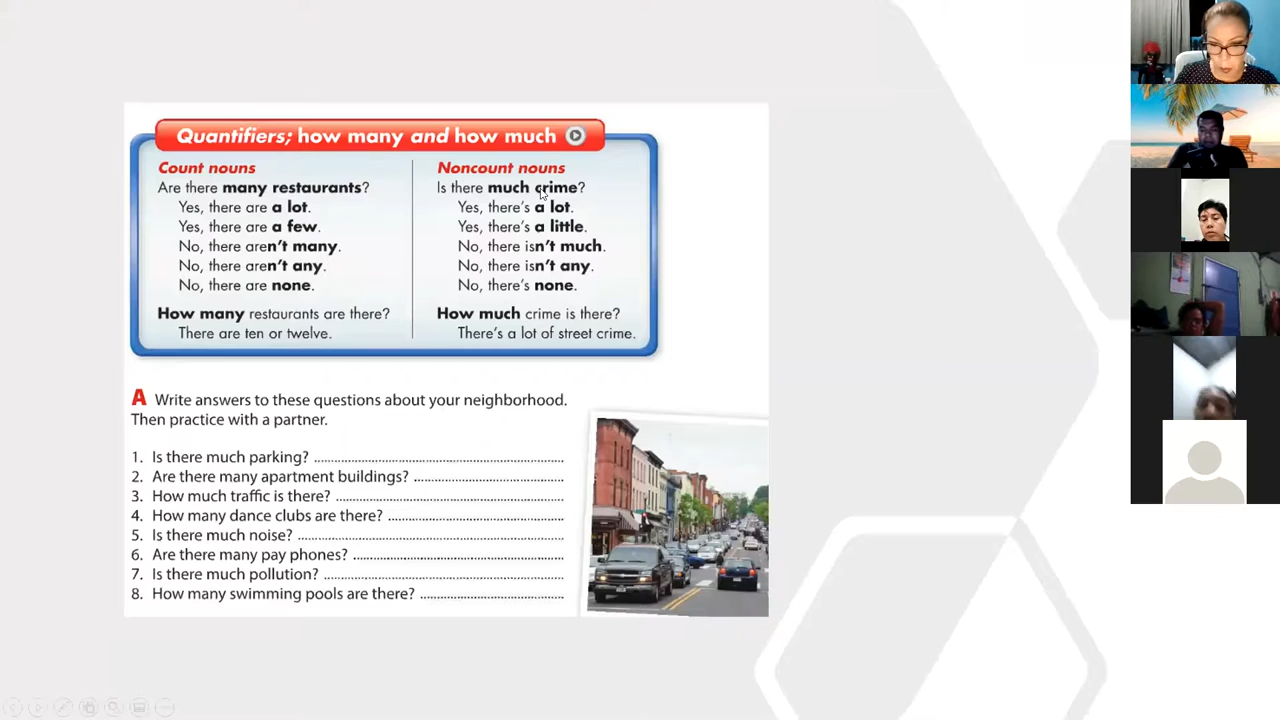 Quantifiers; how many and how much
Count nouns
Are there many restaurants?
Yes, there are a lot.
Yes, there are a few.
No, there aren't many.
No, there aren't any.
No, there are none.
How many restaurants are there?
There are ten or twelve.
Noncount nouns
Is there much crime?
Yes, there's a lot.
Yes, there's a little.
No, there isn't much.
No, there isn't any.
No, there's none.
How much crime is there?
There's a lot of street crime.
A Write answers to these questions about your neighborhood.
Then practice with a partner.
1. Is there much parking? ........................
2. Are there many apartment buildings? ........................
3. How much traffic is there? ........................
4. How many dance clubs are there? ........................
5. Is there much noise? ........................
6. Are there many pay phones? ........................
7. Is there much pollution? ........................
8. How many swimming pools are there? ........................